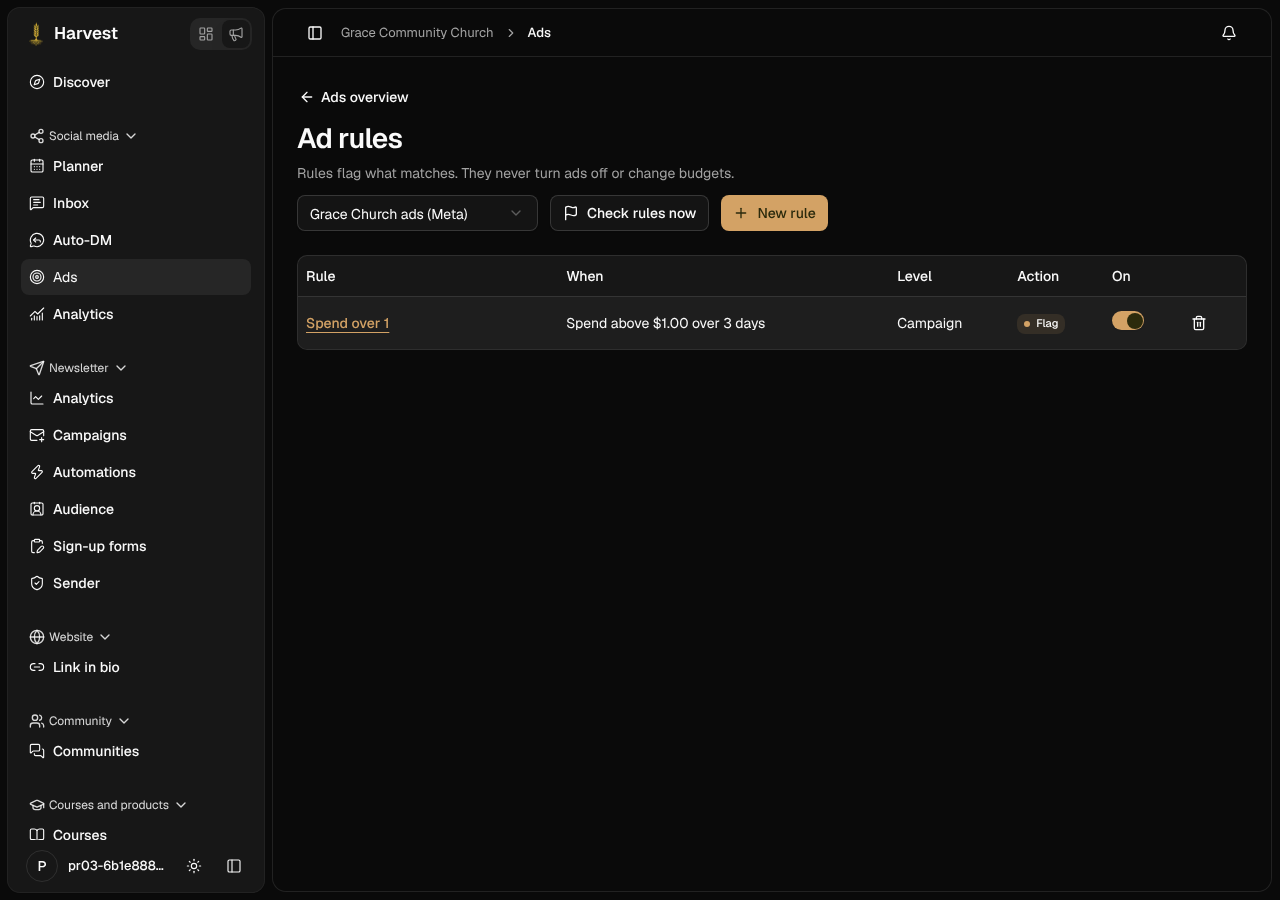 Harvest
Discover
Social media
Planner
Inbox
Auto-DM
Ads
Analytics
Newsletter
Analytics
Campaigns
Automations
Audience
Sign-up forms
Sender
Website
Link in bio
Community
Communities
Courses and products
Courses
P pr03-6b1e888...
Grace Community Church > Ads
Ads overview
Ad rules
Rules flag what matches. They never turn ads off or change budgets.
Grace Church ads (Meta) Check rules now New rule
Rule When Level Action On
Spend over 1 Spend above $1.00 over 3 days Campaign Flag